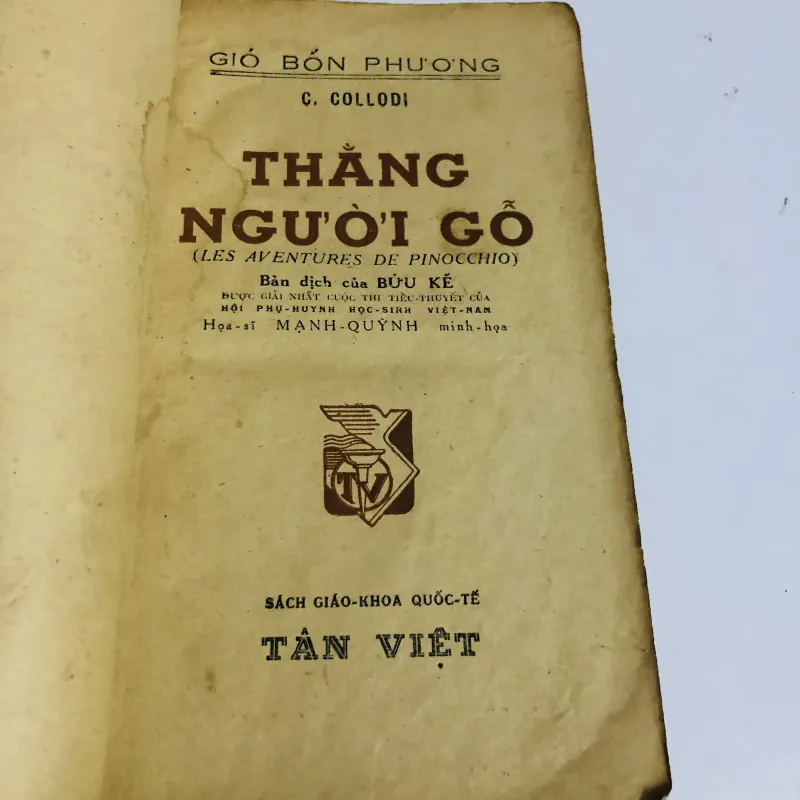 GIÓ BỐN PHƯƠNG
C. COLLODI
THẰNG
NGƯỜI GỖ
(LES AVENTURES DE PINOCCHIO)
Bản dịch của BỬU KẾ
ĐƯỢC GIẢI NHẤT CUỘC THI TIỂU-THUYẾT CỦA
HỘI PHỤ-HUYNH HỌC-SINH VIỆT-NAM
Họa-sĩ MẠNH-QUỲNH minh-họa
TV
SÁCH GIÁO-KHOA QUỐC-TẾ
TÂN VIỆT